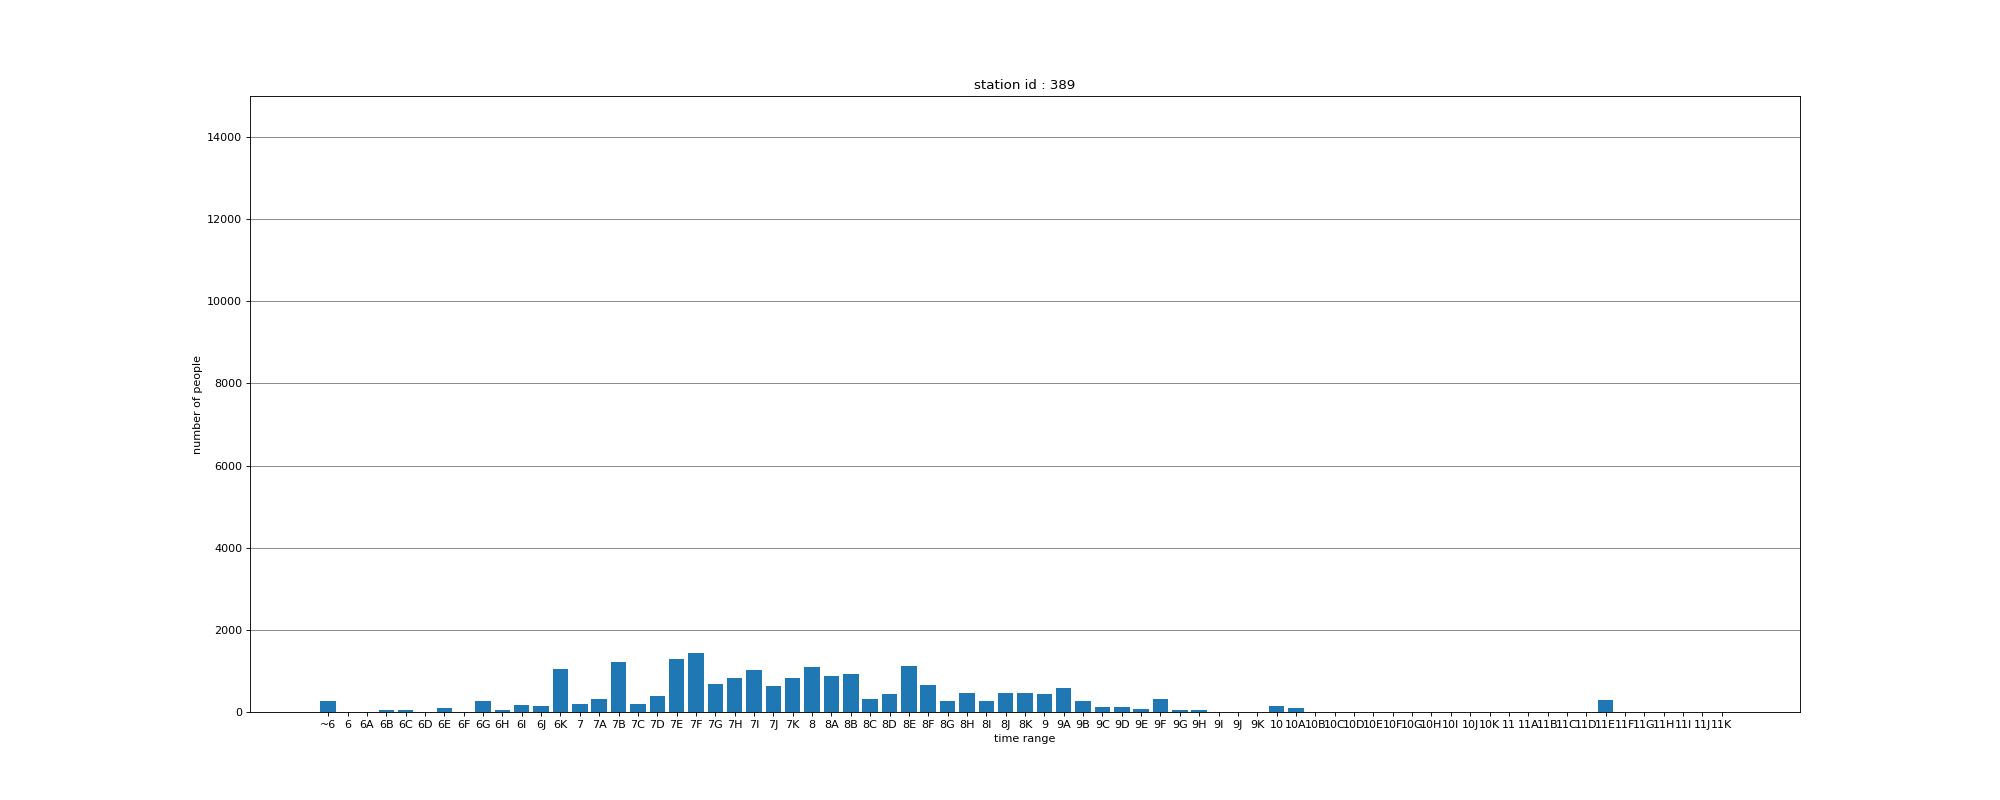 station id : 389
14000
12000
10000
8000
6000
4000
2000
0
number of people
~6 6 6A 6B 6C 6D 6E 6F 6G 6H 6I 6J 6K 7 7A 7B 7C 7D 7E 7F 7G 7H 7I 7J 7K 8 8A 8B 8C 8D 8E 8F 8G 8H 8I 8J 8K 9 9A 9B 9C 9D 9E 9F 9G 9H 9I 9J 9K 10 10A 10B 10C 10D 10E 10F 10G 10H 10I 10J 10K 11 11A 11B 11C 11D 11E 11F 11G 11H 11I 11J 11K
time range